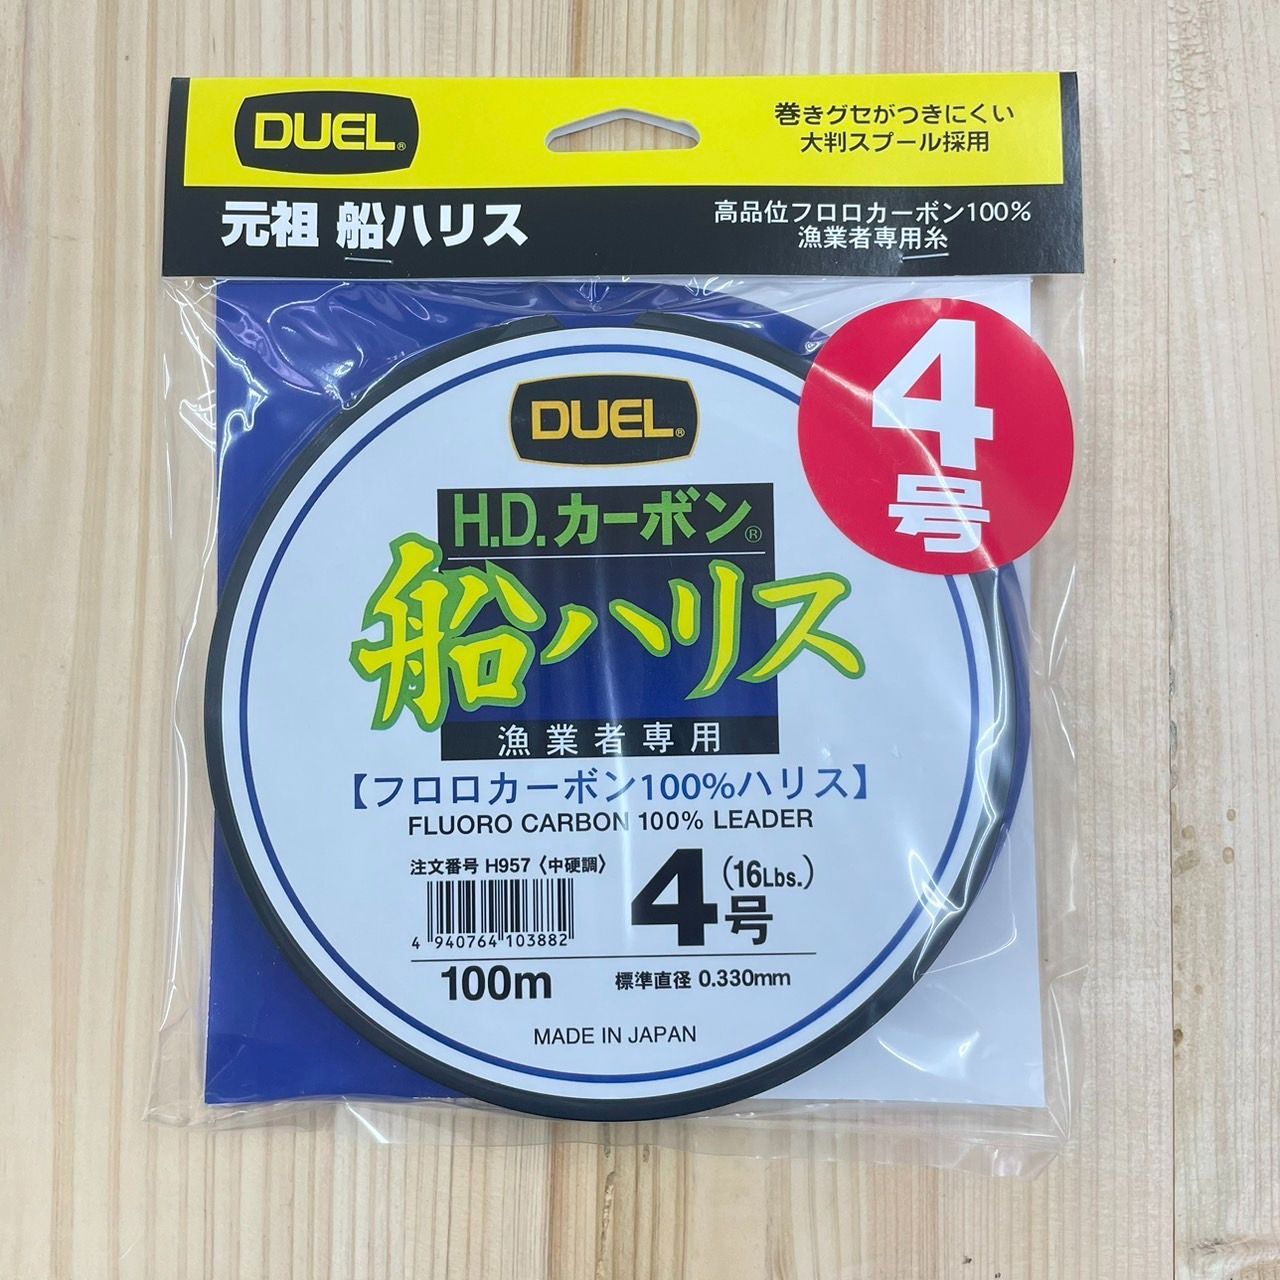 DUEL®
巻きグセがつきにくい
大判スプール採用
元祖 船ハリス
高品位フロロカーボン100%
漁業者専用糸
4号
DUEL®
H.D.カーボン®
船ハリス
漁業者専用
【フロロカーボン100%ハリス】
FLUORO CARBON 100% LEADER
注文番号 H957〈中硬調〉
4 940764 103882
4号(16Lbs.)
100m
標準直径 0.330mm
MADE IN JAPAN